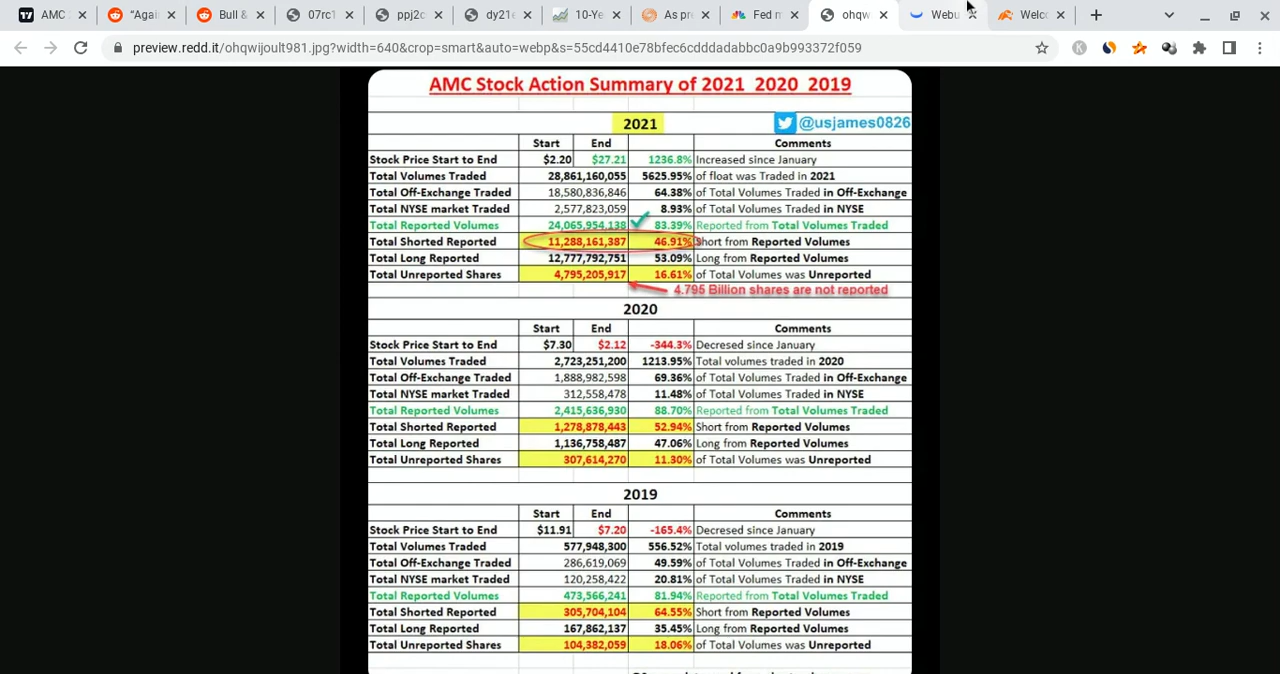 AMC
"Agai
Bull &
07rc1
ppj2c
dy21e
10-Ye
As pr
Fed m
ohqw
Webu
Welc
preview.redd.it/ohqwijoult981.jpg?width=640&crop=smart&auto=webp&s=55cd4410e78bfec6cdddadabbc0a9b993372f059
AMC Stock Action Summary of 2021 2020 2019
2021 @usjames0826
Start End Comments
Stock Price Start to End $2.20 $27.21 1236.8% Increased since January
Total Volumes Traded 28,861,160,055 5625.95% of float was Traded in 2021
Total Off-Exchange Traded 18,580,836,846 64.38% of Total Volumes Traded in Off-Exchange
Total NYSE market Traded 2,577,823,059 8.93% of Total Volumes Traded in NYSE
Total Reported Volumes 24,065,954,138 83.39% Reported from Total Volumes Traded
Total Shorted Reported 11,288,161,387 46.91% Short from Reported Volumes
Total Long Reported 12,777,792,751 53.09% Long from Reported Volumes
Total Unreported Shares 4,795,205,917 16.61% of Total Volumes was Unreported
4.795 Billion shares are not reported
2020
Start End Comments
Stock Price Start to End $7.30 $2.12 -344.3% Decresed since January
Total Volumes Traded 2,723,251,200 1213.95% Total volumes traded in 2020
Total Off-Exchange Traded 1,888,982,598 69.36% of Total Volumes Traded in Off-Exchange
Total NYSE market Traded 312,558,478 11.48% of Total Volumes Traded in NYSE
Total Reported Volumes 2,415,636,930 88.70% Reported from Total Volumes Traded
Total Shorted Reported 1,278,878,443 52.94% Short from Reported Volumes
Total Long Reported 1,136,758,487 47.06% Long from Reported Volumes
Total Unreported Shares 307,614,270 11.30% of Total Volumes was Unreported
2019
Start End Comments
Stock Price Start to End $11.91 $7.20 -165.4% Decresed since January
Total Volumes Traded 577,948,300 556.52% Total volumes traded in 2019
Total Off-Exchange Traded 286,619,069 49.59% of Total Volumes Traded in Off-Exchange
Total NYSE market Traded 120,258,422 20.81% of Total Volumes Traded in NYSE
Total Reported Volumes 473,566,241 81.94% Reported from Total Volumes Traded
Total Shorted Reported 305,704,104 64.55% Short from Reported Volumes
Total Long Reported 167,862,137 35.45% Long from Reported Volumes
Total Unreported Shares 104,382,059 18.06% of Total Volumes was Unreported